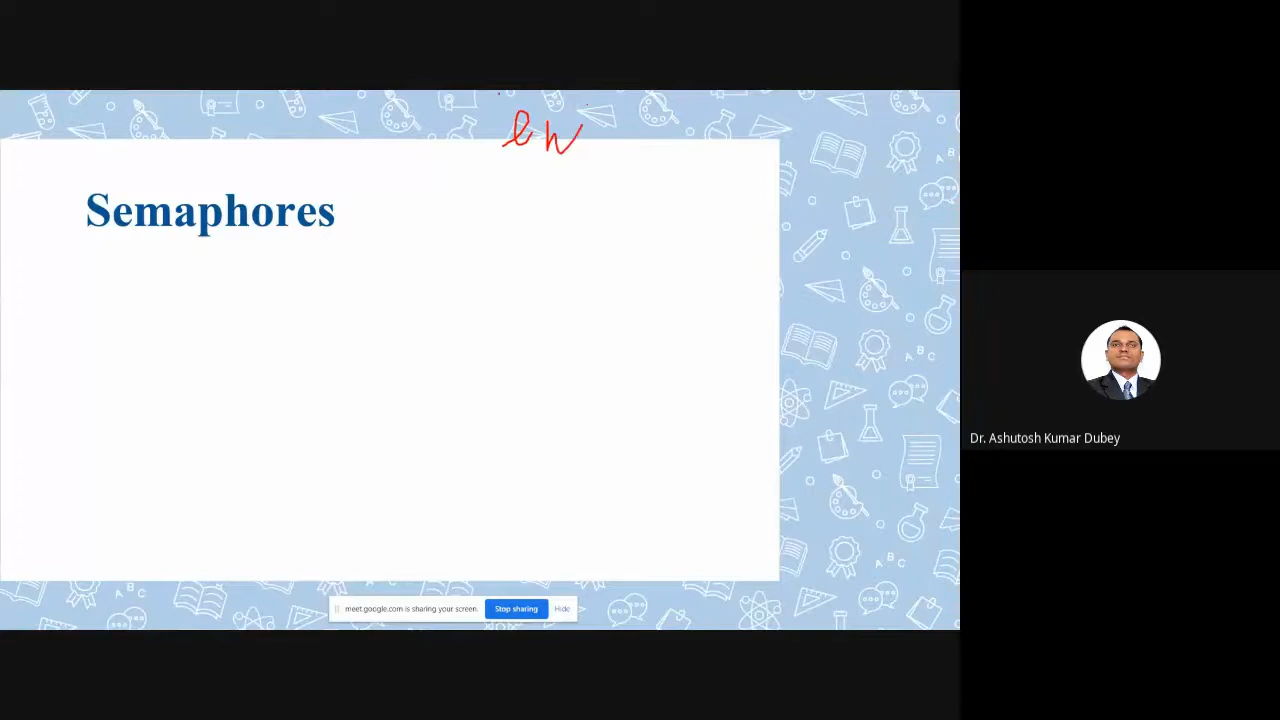 Semaphores
meet.google.com is sharing your screen.
Stop sharing
Hide
Dr. Ashutosh Kumar Dubey